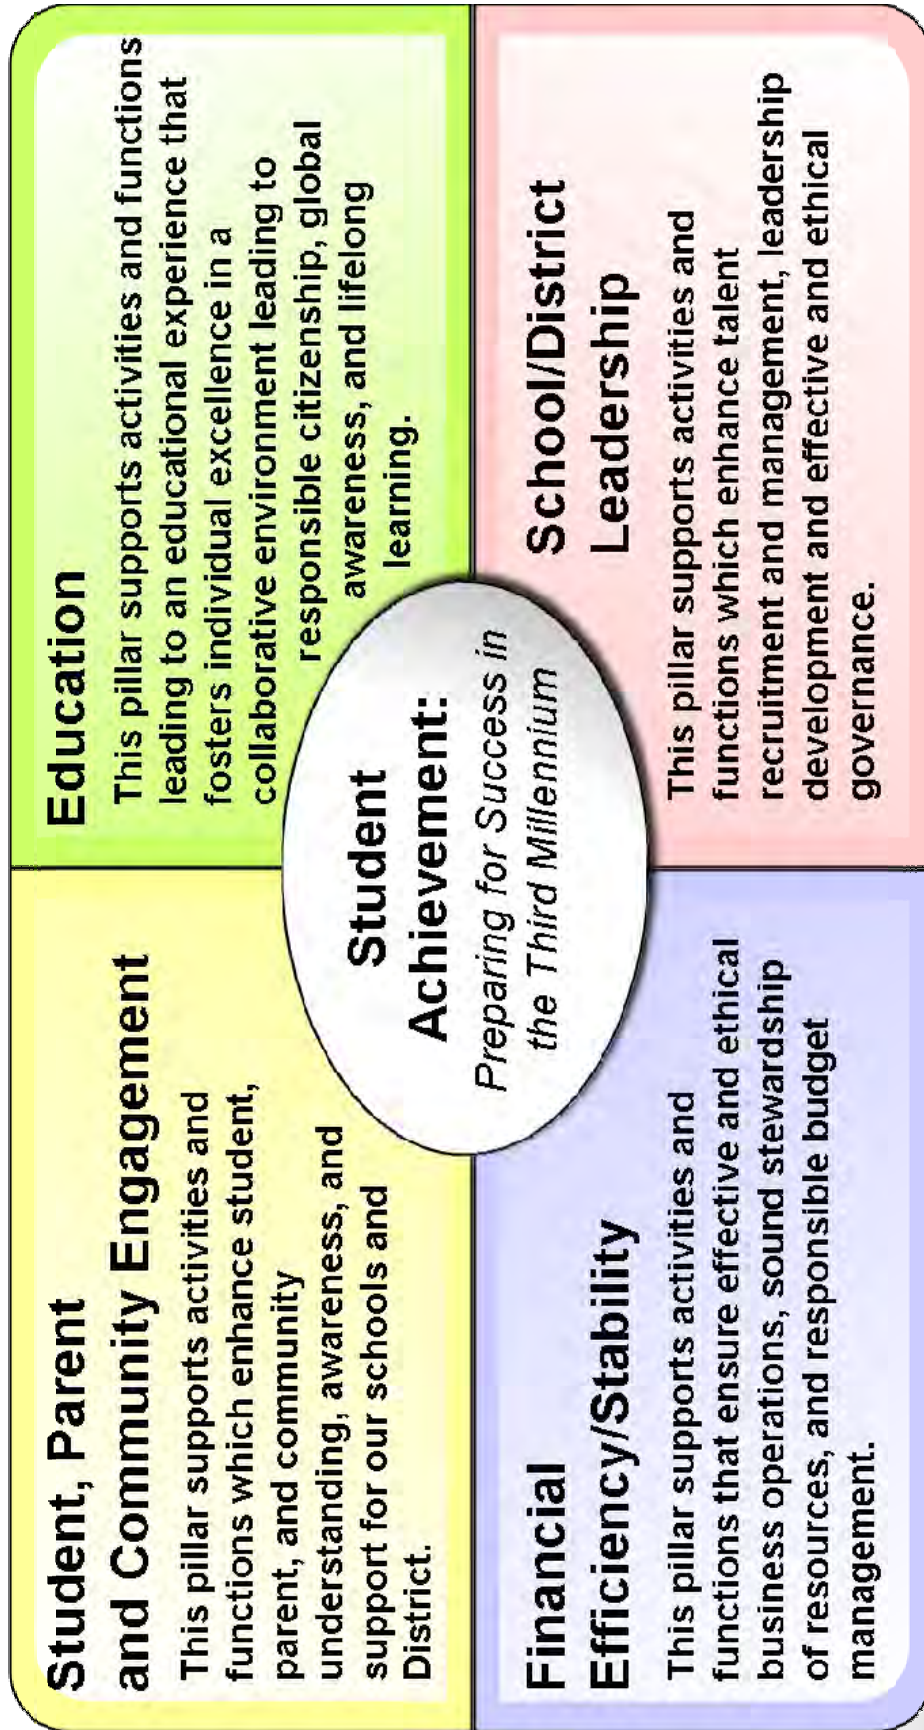 Student, Parent
and Community Engagement
This pillar supports activities and
functions which enhance student,
parent, and community
understanding, awareness, and
support for our schools and
District.
Education
This pillar supports activities and functions
leading to an educational experience that
fosters individual excellence in a
collaborative environment leading to
responsible citizenship, global
awareness, and lifelong
learning.
Student
Achievement:
Preparing for Success in
the Third Millennium
Financial
Efficiency/Stability
This pillar supports activities and
functions that ensure effective and ethical
business operations, sound stewardship
of resources, and responsible budget
management.
School/District
Leadership
This pillar supports activities and
functions which enhance talent
recruitment and management, leadership
development and effective and ethical
governance.